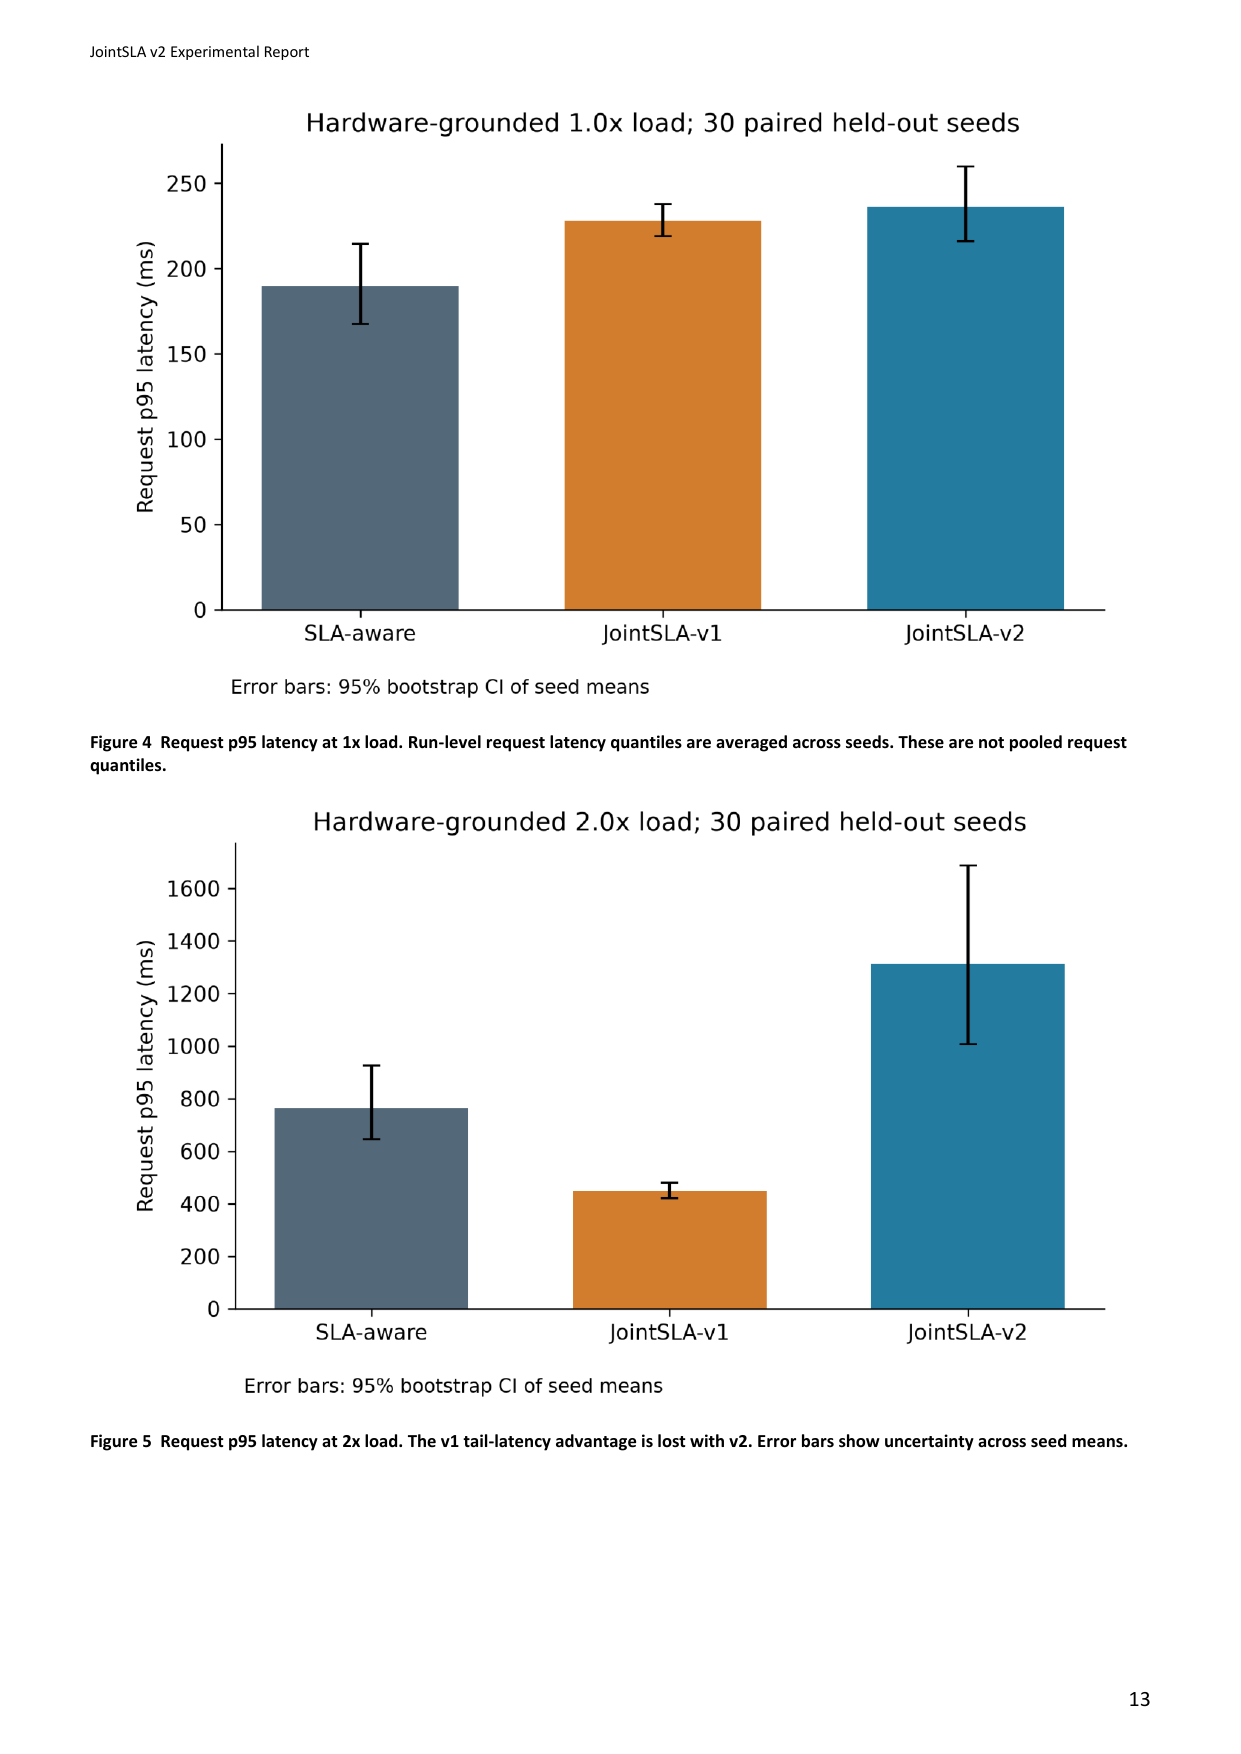 JointSLA v2 Experimental Report
Hardware-grounded 1.0x load; 30 paired held-out seeds
Request p95 latency (ms)
250
200
150
100
50
0
SLA-aware JointSLA-v1 JointSLA-v2
Error bars: 95% bootstrap CI of seed means
Figure 4 Request p95 latency at 1x load. Run-level request latency quantiles are averaged across seeds. These are not pooled request
quantiles.
Hardware-grounded 2.0x load; 30 paired held-out seeds
Request p95 latency (ms)
1600
1400
1200
1000
800
600
400
200
0
SLA-aware JointSLA-v1 JointSLA-v2
Error bars: 95% bootstrap CI of seed means
Figure 5 Request p95 latency at 2x load. The v1 tail-latency advantage is lost with v2. Error bars show uncertainty across seed means.
13